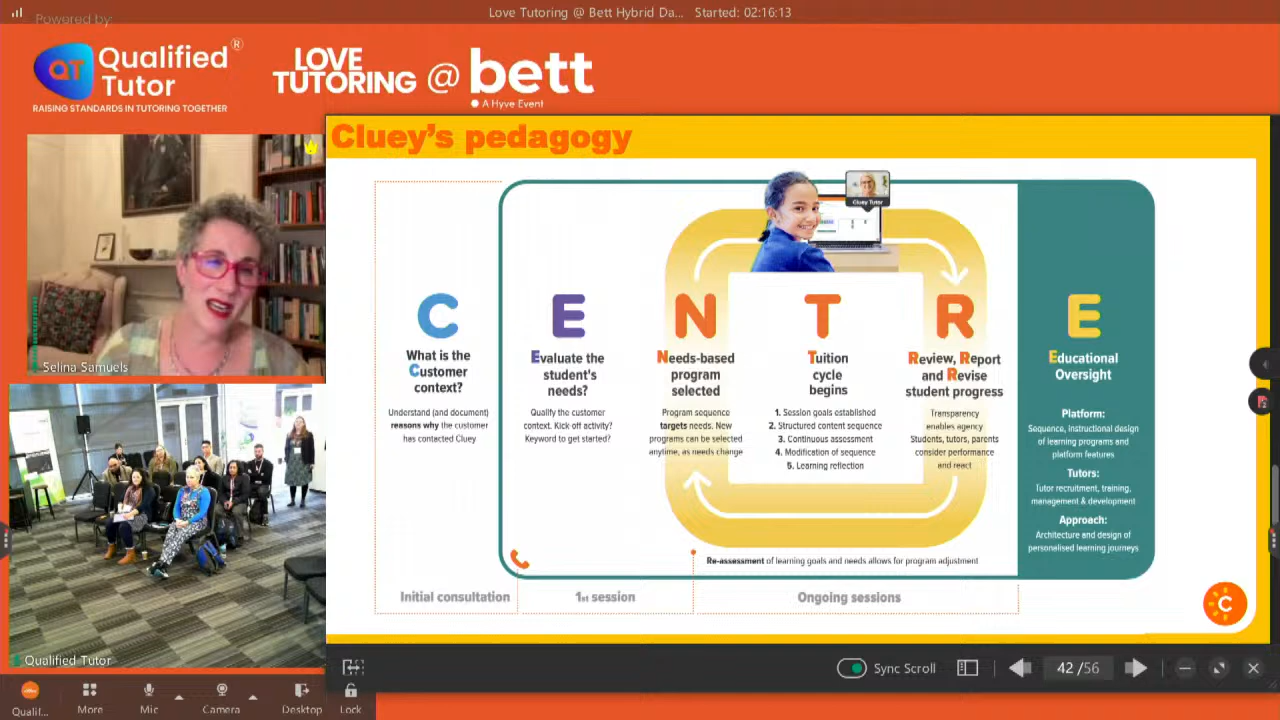 Love Tutoring @ Bett Hybrid Da... Started: 02:16:13
Powered by:
Qualified
Tutor
®
RAISING STANDARDS IN TUTORING TOGETHER
LOVE
TUTORING @ bett
A Hyve Event
Cluey's pedagogy
Selina Samuels
Qualified Tutor
Cluey Tutor
C
What is the
Customer
context?
Understand (and document)
reasons why the customer
has contacted Cluey
E
Evaluate the
student's
needs?
Qualify the customer
context. Kick off activity?
Keyword to get started?
N
Needs-based
program
selected
Program sequence
targets needs. New
programs can be selected
anytime, as needs change
T
Tuition
cycle
begins
1. Session goals established
2. Structured content sequence
3. Continuous assessment
4. Modification of sequence
5. Learning reflection
R
Review, Report
and Revise
student progress
Transparency
enables agency
Students, tutors, parents
consider performance
and react
E
Educational
Oversight
Platform:
Sequence, instructional design
of learning programs and
platform features
Tutors:
Tutor recruitment, training,
management & development
Approach:
Architecture and design of
personalised learning journeys
Re-assessment of learning goals and needs allows for program adjustment
Initial consultation
1st session
Ongoing sessions
C
Sync Scroll
42 /56
Qualif...
More
Mic
Camera
Desktop
Lock